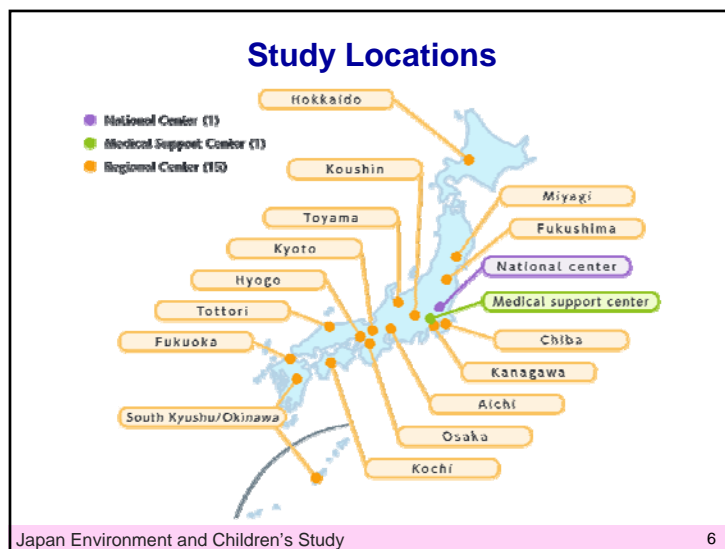 Study Locations
Hokkaido
National Center (1)
Medical Support Center (1)
Regional Center (15)
Koushin
Miyagi
Toyama
Fukushima
Kyoto
National center
Hyogo
Medical support center
Tottori
Chiba
Fukuoka
Kanagawa
Aichi
South Kyushu/Okinawa
Osaka
Kochi
Japan Environment and Children's Study
6